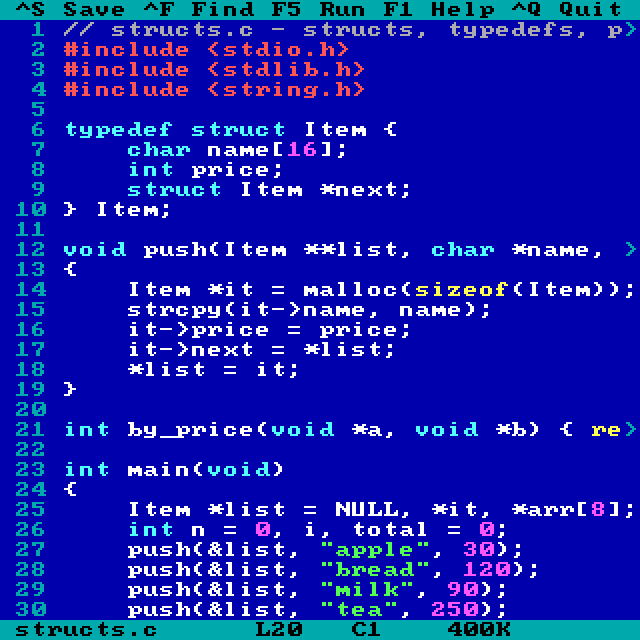 ^S Save ^F Find F5 Run F1 Help ^Q Quit
1 // structs.c - structs, typedefs, p>
2 #include <stdio.h>
3 #include <stdlib.h>
4 #include <string.h>
5
6 typedef struct Item {
7     char name[16];
8     int price;
9     struct Item *next;
10 } Item;
11
12 void push(Item **list, char *name, >
13 {
14     Item *it = malloc(sizeof(Item));
15     strcpy(it->name, name);
16     it->price = price;
17     it->next = *list;
18     *list = it;
19 }
20
21 int by_price(void *a, void *b) { re>
22
23 int main(void)
24 {
25     Item *list = NULL, *it, *arr[8];
26     int n = 0, i, total = 0;
27     push(&list, "apple", 30);
28     push(&list, "bread", 120);
29     push(&list, "milk", 90);
30     push(&list, "tea", 250);
structs.c L20 C1 400K